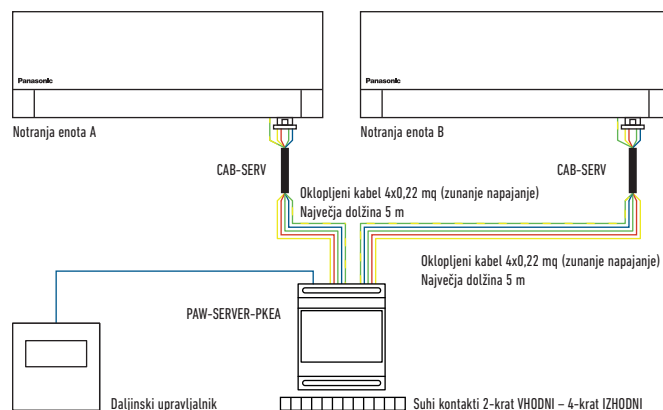 Panasonic
Panasonic
Notranja enota A
Notranja enota B
CAB-SERV
CAB-SERV
Oklopljeni kabel 4x0,22 mq (zunanje napajanje)
Največja dolžina 5 m
Oklopljeni kabel 4x0,22 mq (zunanje napajanje)
Največja dolžina 5 m
PAW-SERVER-PKEA
Daljinski upravljalnik
Suhi kontakti 2-krat VHODNI – 4-krat IZHODNI